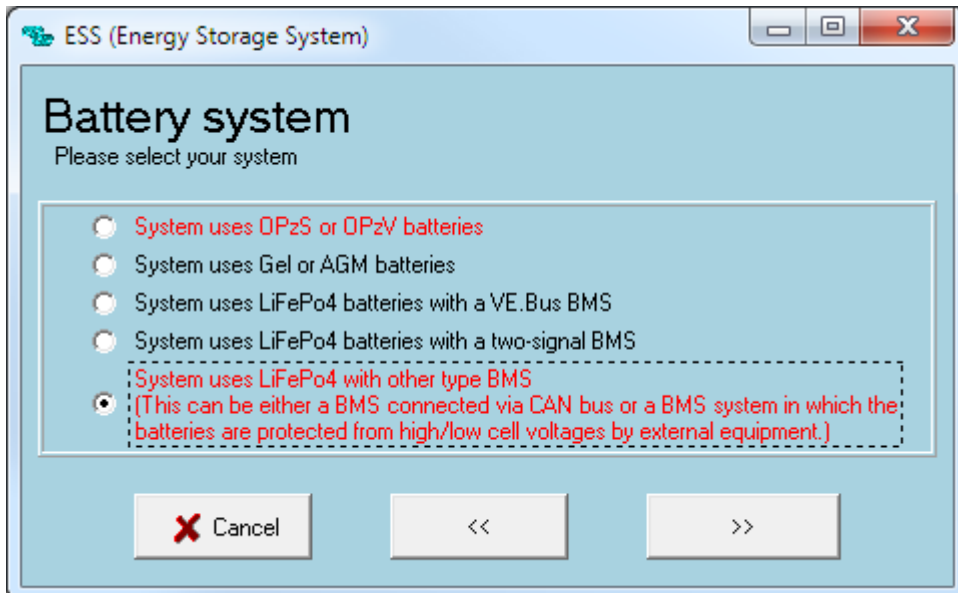 ESS (Energy Storage System)
Battery system
Please select your system
System uses OPzS or OPzV batteries
System uses Gel or AGM batteries
System uses LiFePo4 batteries with a VE.Bus BMS
System uses LiFePo4 batteries with a two-signal BMS
System uses LiFePo4 with other type BMS
(This can be either a BMS connected via CAN bus or a BMS system in which the
batteries are protected from high/low cell voltages by external equipment.)
Cancel
<<
>>